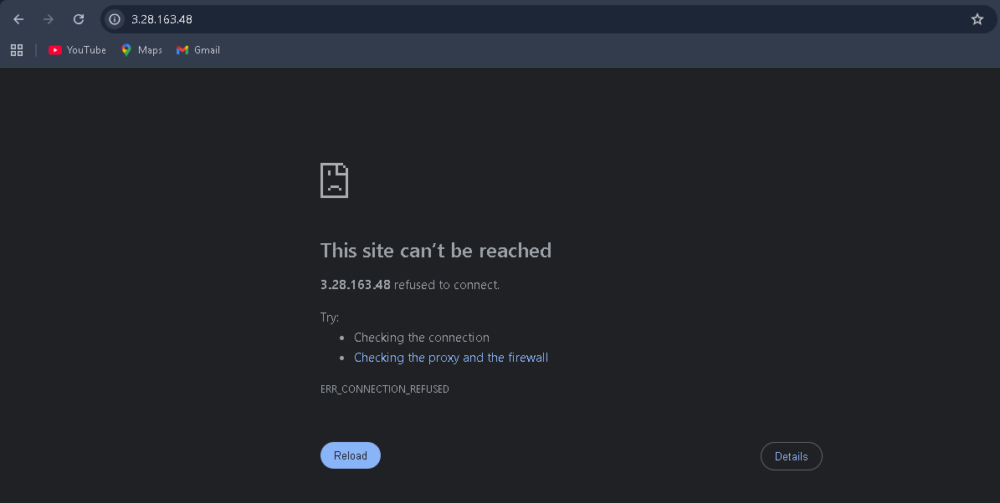 3.28.163.48
YouTube
Maps
Gmail
This site can’t be reached
3.28.163.48 refused to connect.
Try:
• Checking the connection
• Checking the proxy and the firewall
ERR_CONNECTION_REFUSED
Reload
Details